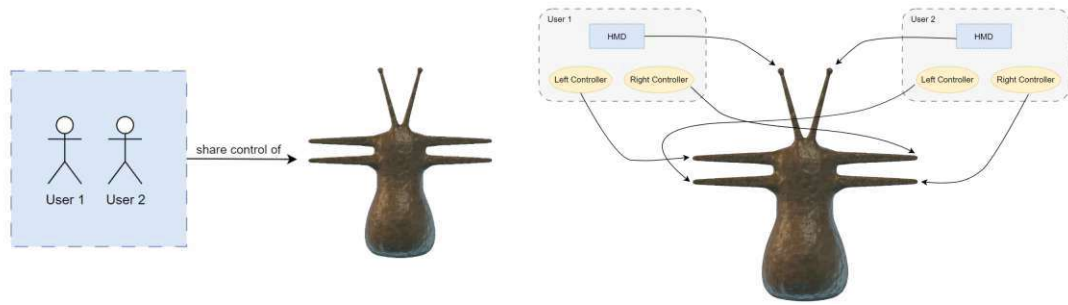 User 1
User 2
share control of
User 1
HMD
Left Controller
Right Controller
User 2
HMD
Left Controller
Right Controller